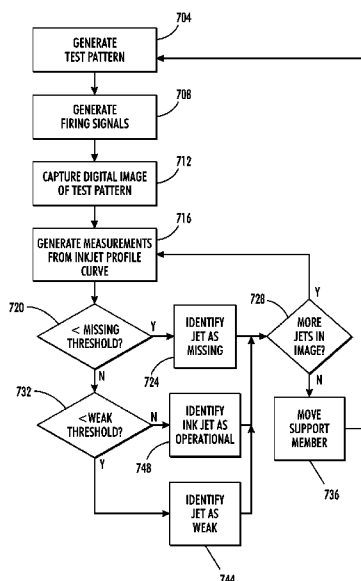 704
GENERATE
TEST PATTERN
708
GENERATE
FIRING SIGNALS
712
CAPTURE DIGITAL IMAGE
OF TEST PATTERN
716
GENERATE MEASUREMENTS
FROM INKJET PROFILE
CURVE
720
< MISSING
THRESHOLD?
Y
N
IDENTIFY
JET AS
MISSING
724
728
MORE
JETS IN
IMAGE?
Y
N
732
< WEAK
THRESHOLD?
N
Y
IDENTIFY
INK JET AS
OPERATIONAL
748
MOVE
SUPPORT
MEMBER
736
IDENTIFY
JET AS
WEAK
744